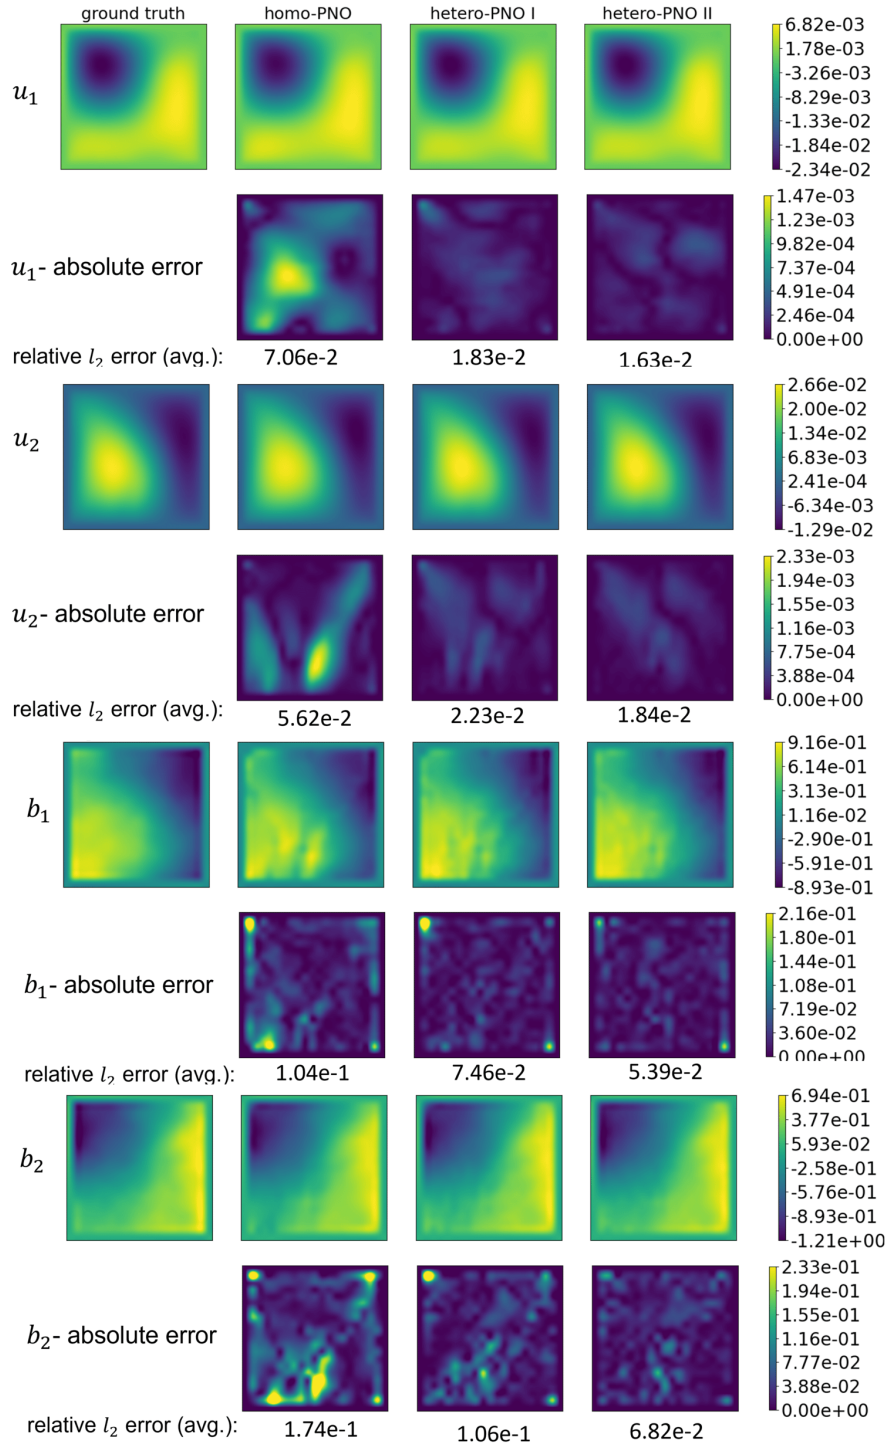 ground truth homo-PNO hetero-PNO I hetero-PNO II
u₁
6.82e-03
1.78e-03
-3.26e-03
-8.29e-03
-1.33e-02
-1.84e-02
-2.34e-02
u₁- absolute error
1.47e-03
1.23e-03
9.82e-04
7.37e-04
4.91e-04
2.46e-04
0.00e+00
relative l₂ error (avg.): 7.06e-2 1.83e-2 1.63e-2
u₂
2.66e-02
2.00e-02
1.34e-02
6.83e-03
2.41e-04
-6.34e-03
-1.29e-02
u₂- absolute error
2.33e-03
1.94e-03
1.55e-03
1.16e-03
7.75e-04
3.88e-04
0.00e+00
relative l₂ error (avg.): 5.62e-2 2.23e-2 1.84e-2
b₁
9.16e-01
6.14e-01
3.13e-01
1.16e-02
-2.90e-01
-5.91e-01
-8.93e-01
b₁- absolute error
2.16e-01
1.80e-01
1.44e-01
1.08e-01
7.19e-02
3.60e-02
0.00e+00
relative l₂ error (avg.): 1.04e-1 7.46e-2 5.39e-2
b₂
6.94e-01
3.77e-01
5.93e-02
-2.58e-01
-5.76e-01
-8.93e-01
-1.21e+00
b₂- absolute error
2.33e-01
1.94e-01
1.55e-01
1.16e-01
7.77e-02
3.88e-02
0.00e+00
relative l₂ error (avg.): 1.74e-1 1.06e-1 6.82e-2